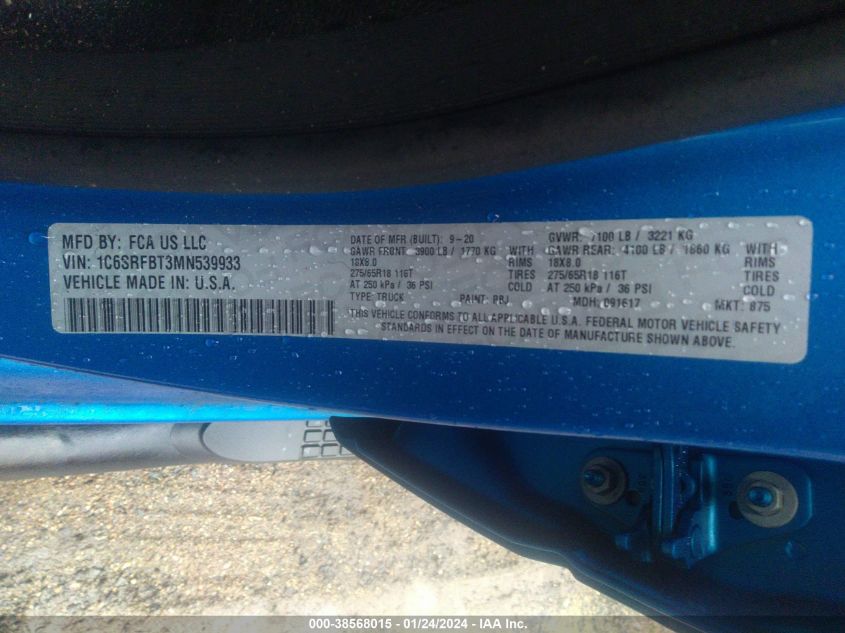 MFD BY: FCA US LLC
VIN: 1C6SRFBT3MN539933
VEHICLE MADE IN: U.S.A.
DATE OF MFR (BUILT): 9-20 GVWR: 7100 LB / 3221 KG
GAWR FRONT: 3900 LB / 1770 KG WITH GAWR REAR: 4100 LB / 1860 KG WITH
18X8.0 RIMS 18X8.0 RIMS
275/65R18 116T TIRES 275/65R18 116T TIRES
AT 250 kPa / 36 PSI COLD AT 250 kPa / 36 PSI COLD
TYPE: TRUCK PAINT: PBJ MDH: 091617 MKT: 875
THIS VEHICLE CONFORMS TO ALL APPLICABLE U.S.A. FEDERAL MOTOR VEHICLE SAFETY
STANDARDS IN EFFECT ON THE DATE OF MANUFACTURE SHOWN ABOVE.
000-38568015 - 01/24/2024 - IAA Inc.